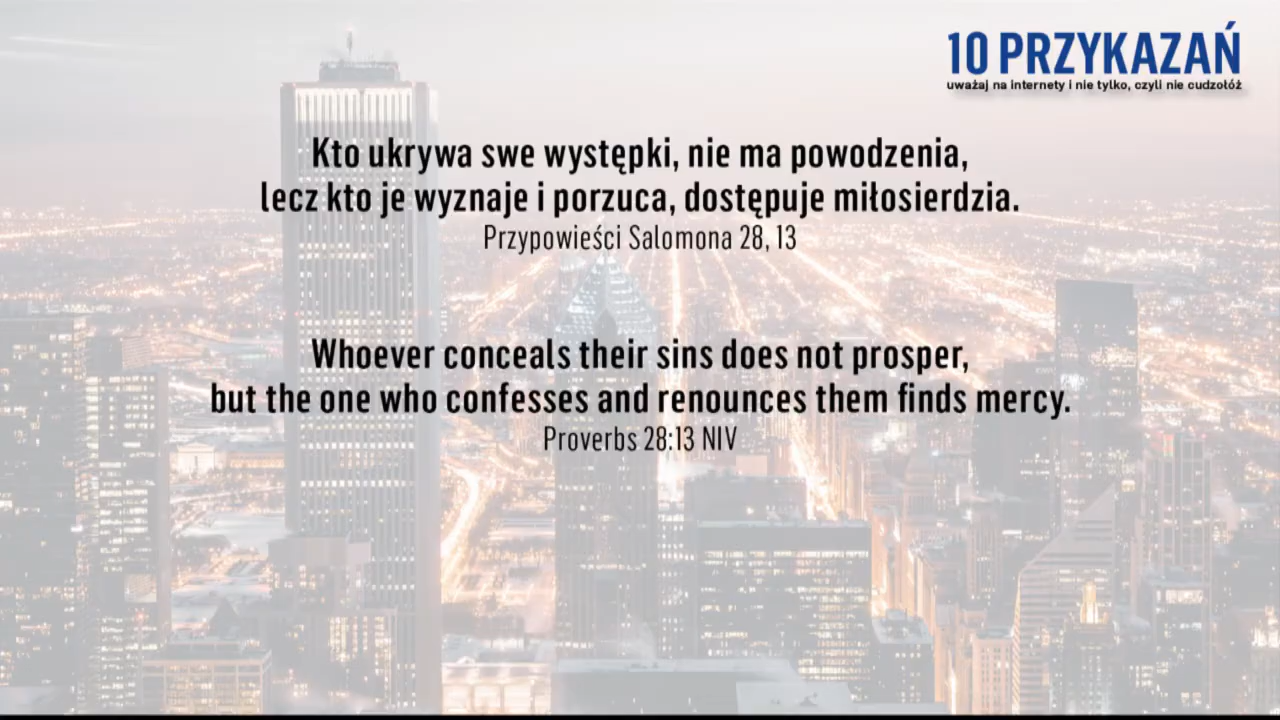 10 PRZYKAZAŃ
uważaj na internety i nie tylko, czyli nie cudzołóż
Kto ukrywa swe występki, nie ma powodzenia,
lecz kto je wyznaje i porzuca, dostępuje miłosierdzia.
Przypowieści Salomona 28, 13
Whoever conceals their sins does not prosper,
but the one who confesses and renounces them finds mercy.
Proverbs 28:13 NIV